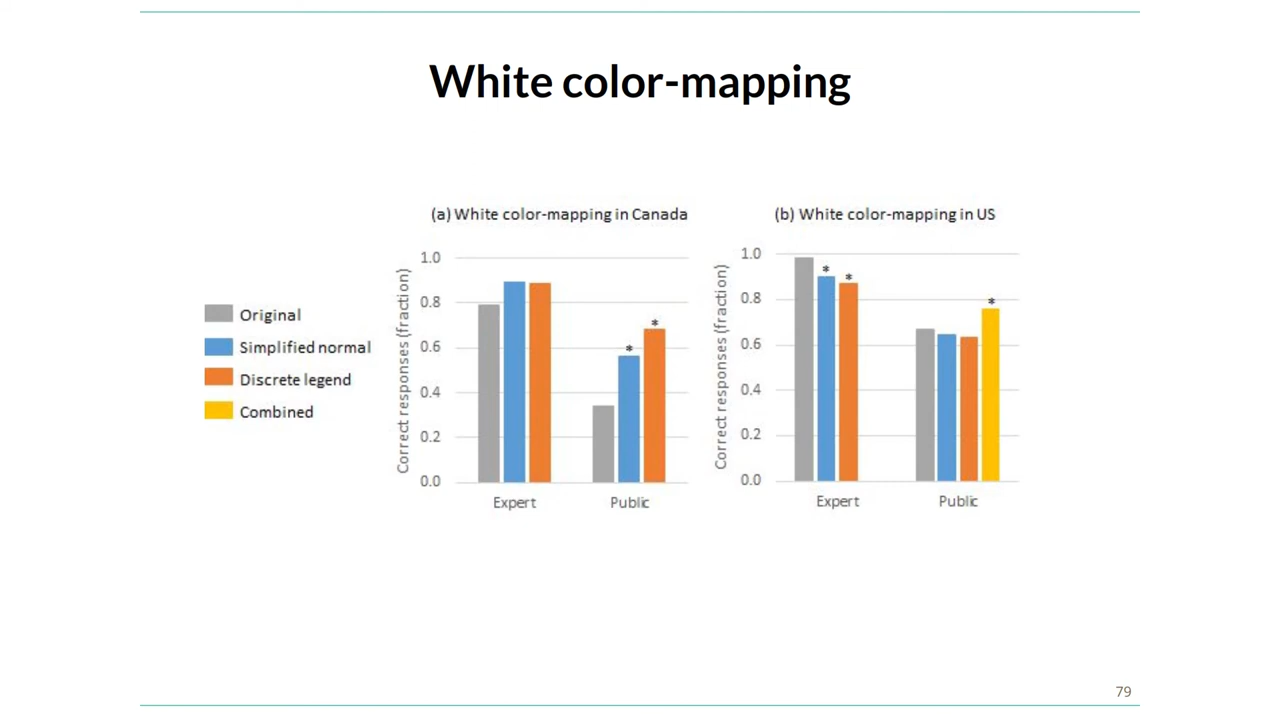 White color-mapping
Original
Simplified normal
Discrete legend
Combined
(a) White color-mapping in Canada
Correct responses (fraction)
1.0
0.8
0.6
0.4
0.2
0.0
* *
Expert
Public
(b) White color-mapping in US
Correct responses (fraction)
1.0
0.8
0.6
0.4
0.2
0.0
* * *
Expert
Public
79